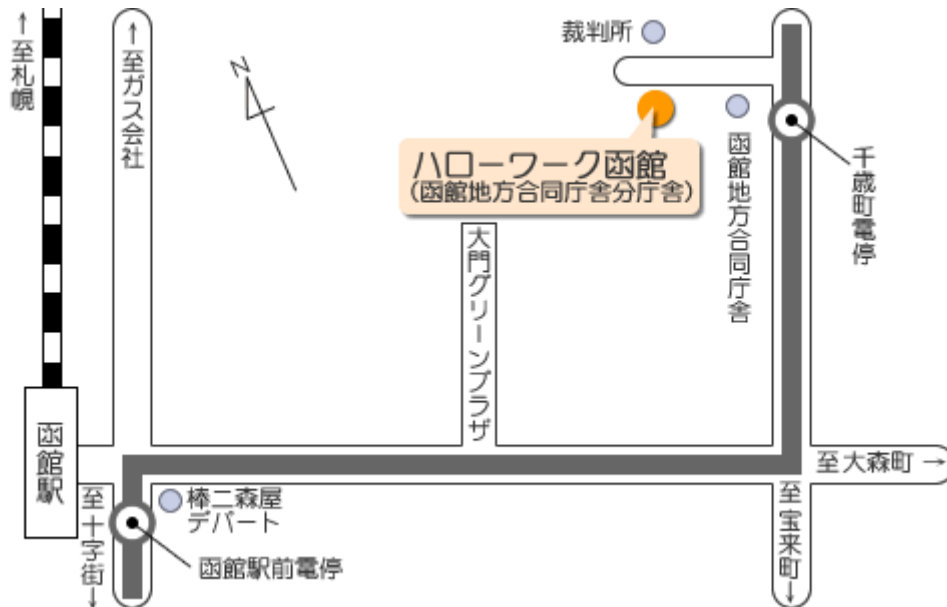 ↑至札幌
↑至ガス会社
N
裁判所
ハローワーク函館
(函館地方合同庁舎分庁舎)
函館地方合同庁舎
千歳町電停
大門グリーンプラザ
函館駅
至十字街↓
棒二森屋
デパート
函館駅前電停
至大森町→
至宝来町↓